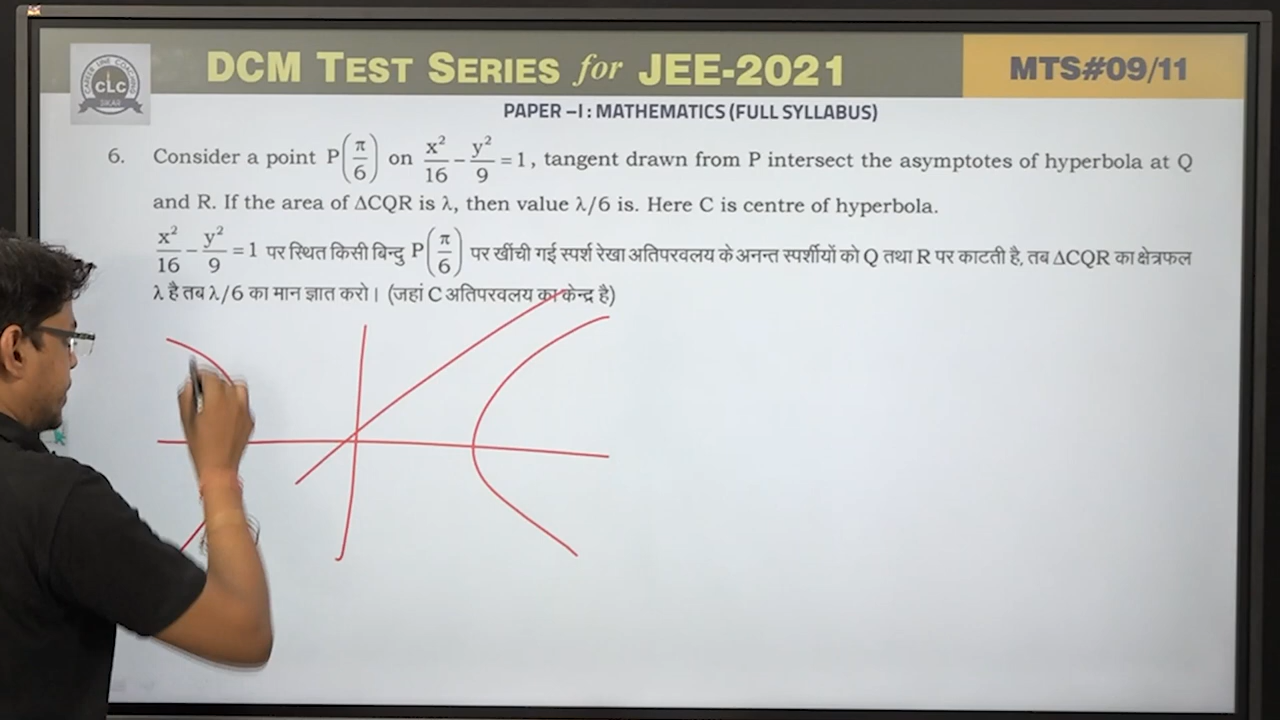 DCM TEST SERIES for JEE-2021
MTS#09/11
CLC
SIKAR
PAPER –I : MATHEMATICS (FULL SYLLABUS)
6. Consider a point P(π/6) on x²/16 − y²/9 = 1, tangent drawn from P intersect the asymptotes of hyperbola at Q
and R. If the area of ΔCQR is λ, then value λ/6 is. Here C is centre of hyperbola.
x²/16 − y²/9 = 1 पर स्थित किसी बिन्दु P(π/6) पर खींची गई स्पर्श रेखा अतिपरवलय के अनन्त स्पर्शीयों को Q तथा R पर काटती है, तब ΔCQR का क्षेत्रफल
λ है तब λ/6 का मान ज्ञात करो। (जहां C अतिपरवलय का केन्द्र है)